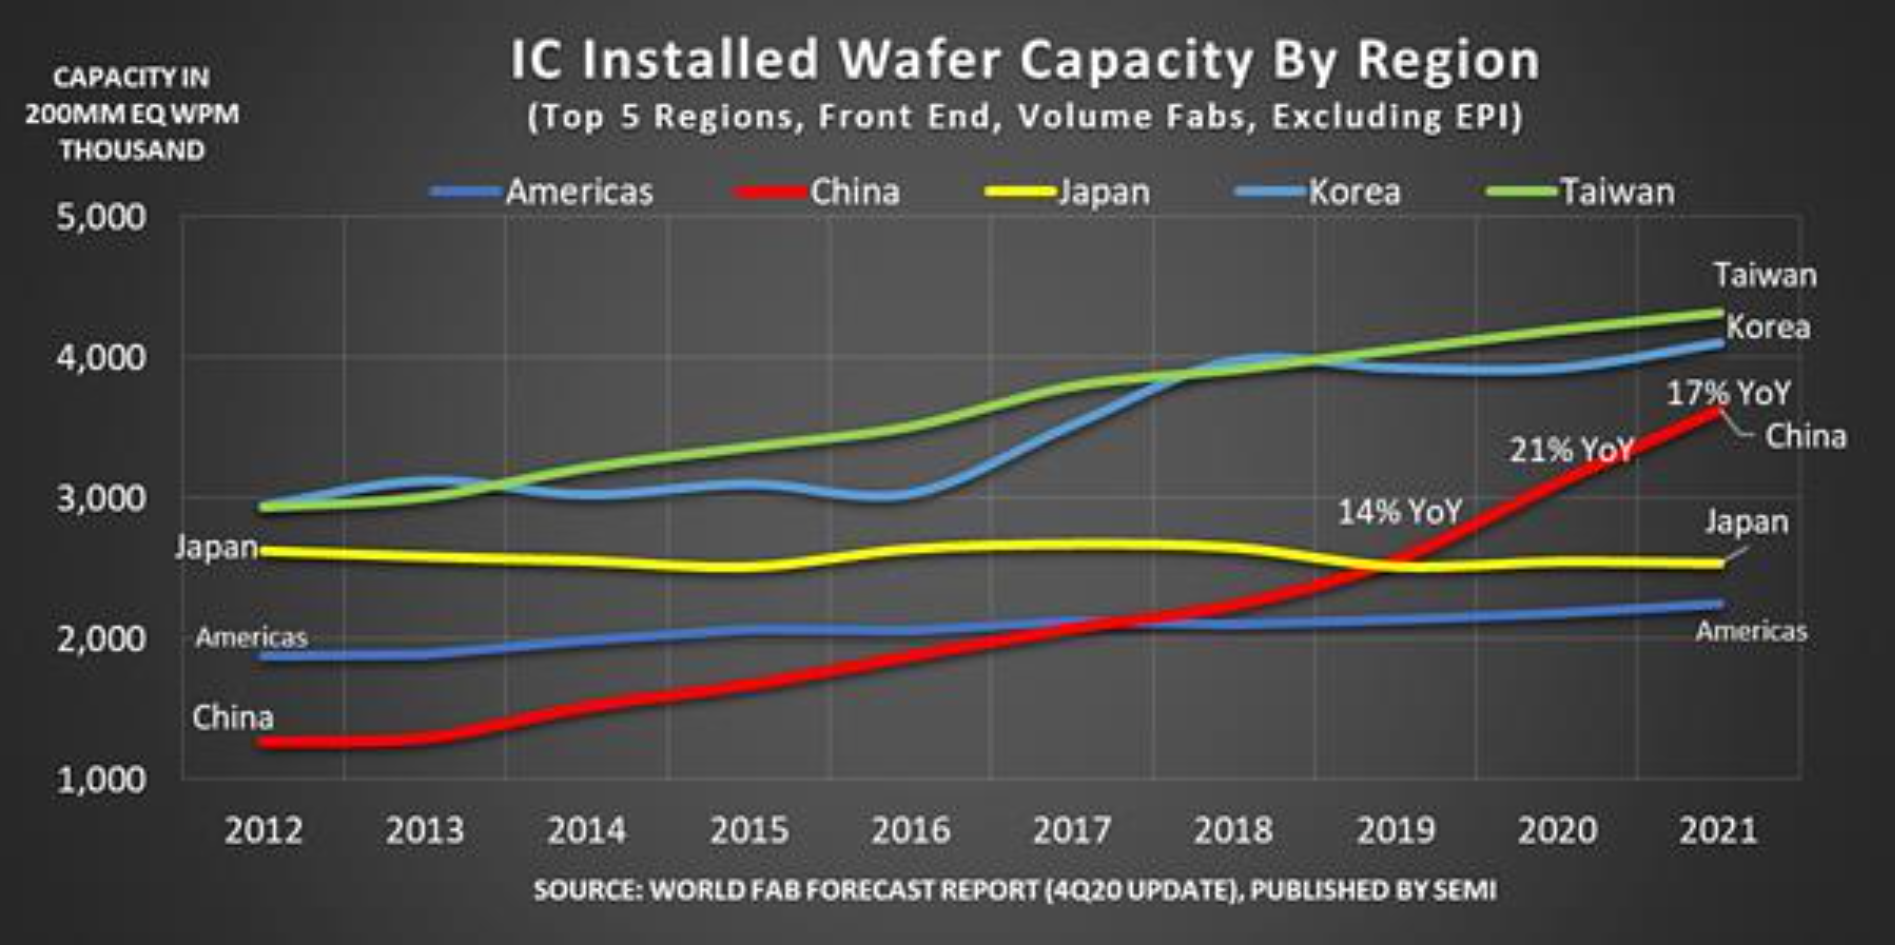 IC Installed Wafer Capacity By Region
(Top 5 Regions, Front End, Volume Fabs, Excluding EPI)
CAPACITY IN
200MM EQ WPM
THOUSAND
Americas China Japan Korea Taiwan
5,000
4,000
3,000
2,000
1,000
Taiwan
Korea
17% YoY
China
21% YoY
14% YoY
Japan
Japan
Americas
Americas
China
2012 2013 2014 2015 2016 2017 2018 2019 2020 2021
SOURCE: WORLD FAB FORECAST REPORT (4Q20 UPDATE), PUBLISHED BY SEMI